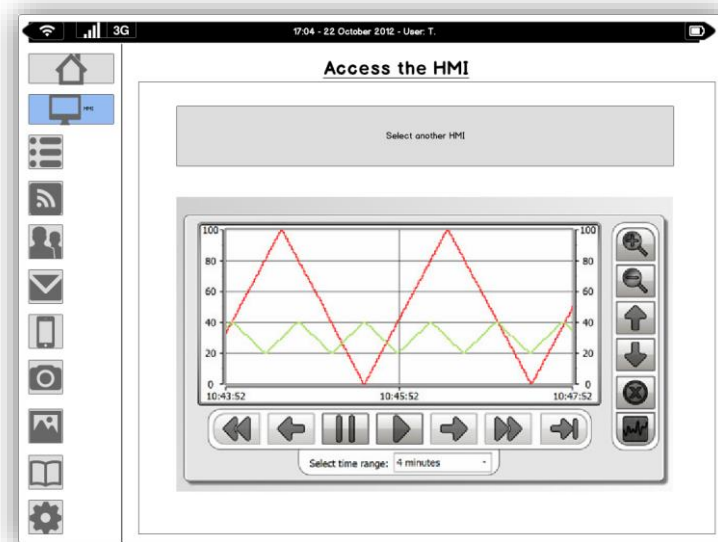 3G 17:04 - 22 October 2012 - User: T.
Access the HMI
HMI
Select another HMI
100 100
80 80
60 60
40 40
20 20
0 0
10:43:52 10:45:52 10:47:52
Select time range: 4 minutes